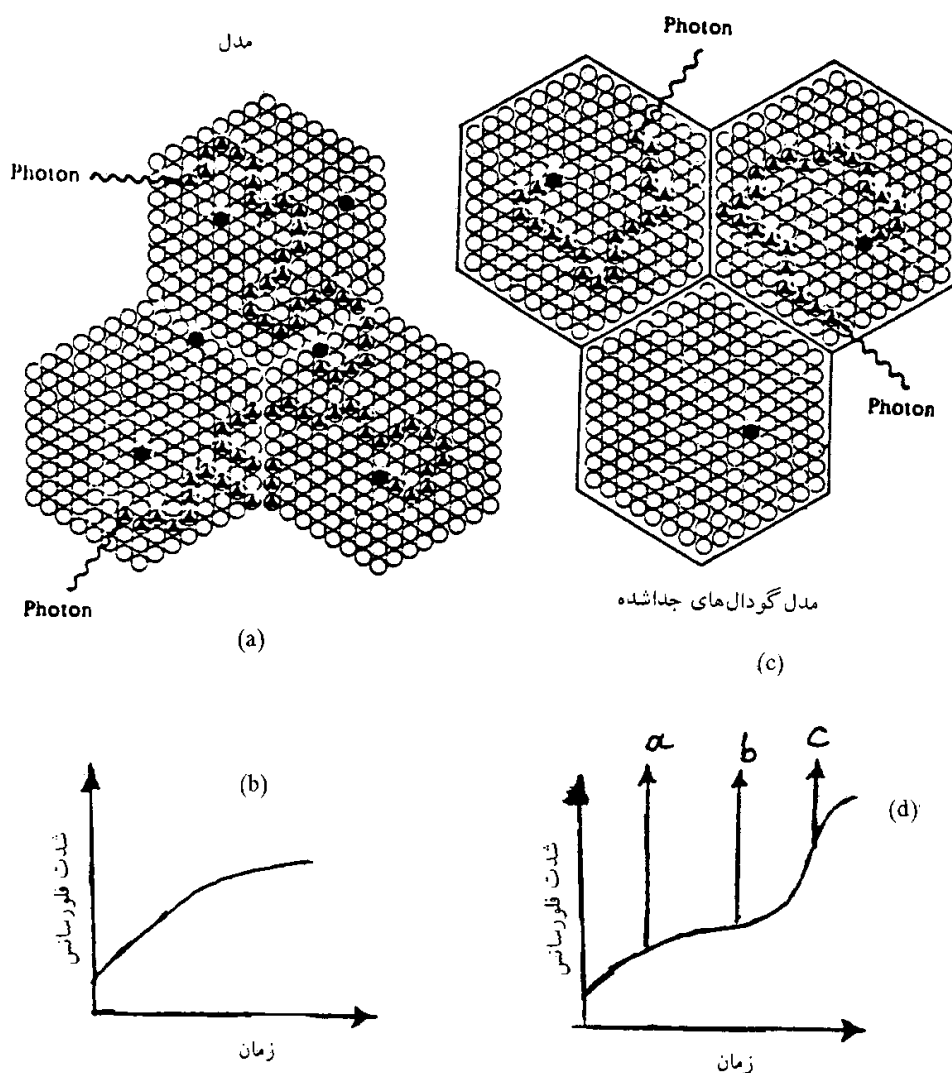 مدل
Photon
Photon
Photon
Photon
(a)
مدل گودال‌های جداشده
(c)
(b)
شدت فلورسانس
زمان
a
b
c
(d)
شدت فلورسانس
زمان